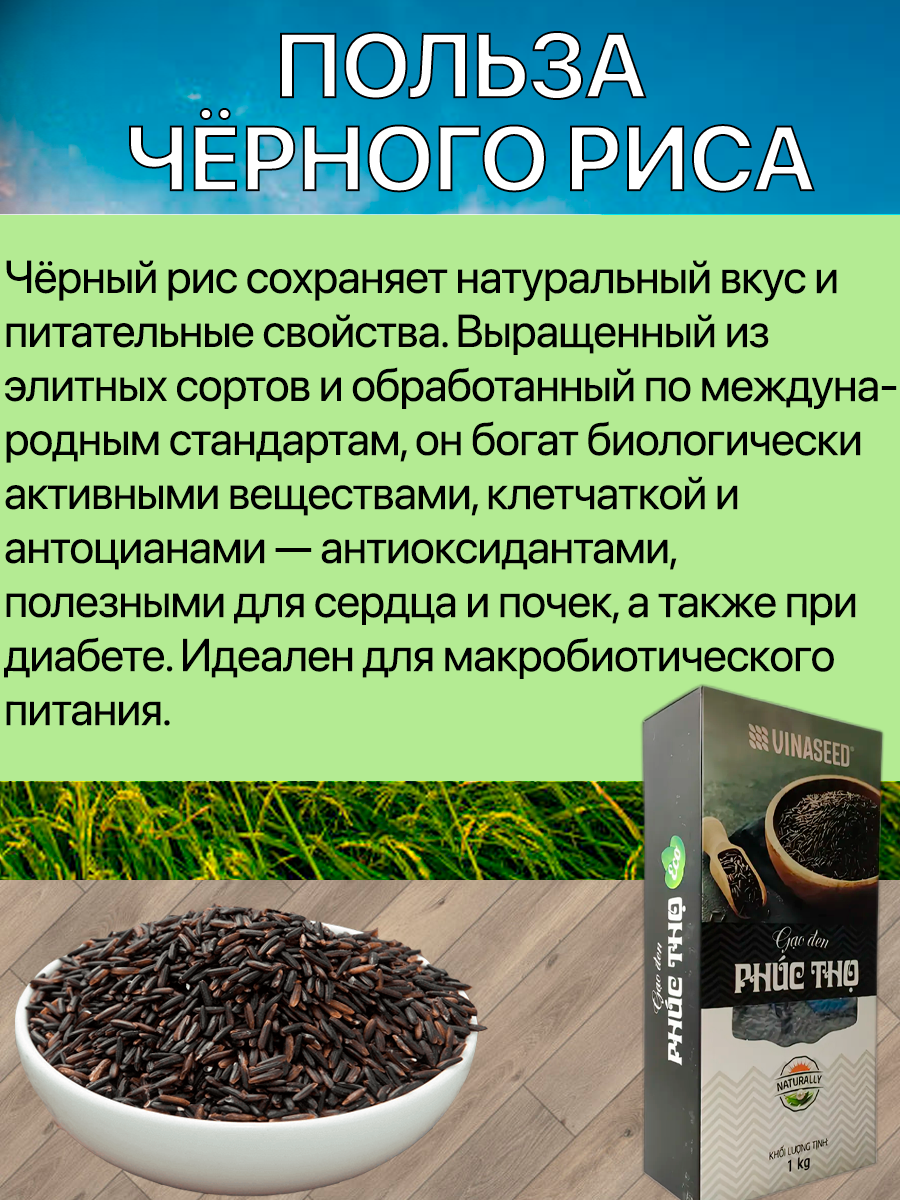 ПОЛЬЗА
ЧЁРНОГО РИСА
Чёрный рис сохраняет натуральный вкус и
питательные свойства. Выращенный из
элитных сортов и обработанный по междуна-
родным стандартам, он богат биологически
активными веществами, клетчаткой и
антоцианами — антиоксидантами,
полезными для сердца и почек, а также при
диабете. Идеален для макробиотического
питания.
VINASEED
eco
Gạo đen
PHÚC THỌ
Gạo đen
PHÚC THỌ
NATURALLY
KHỐI LƯỢNG TỊNH:
1 kg